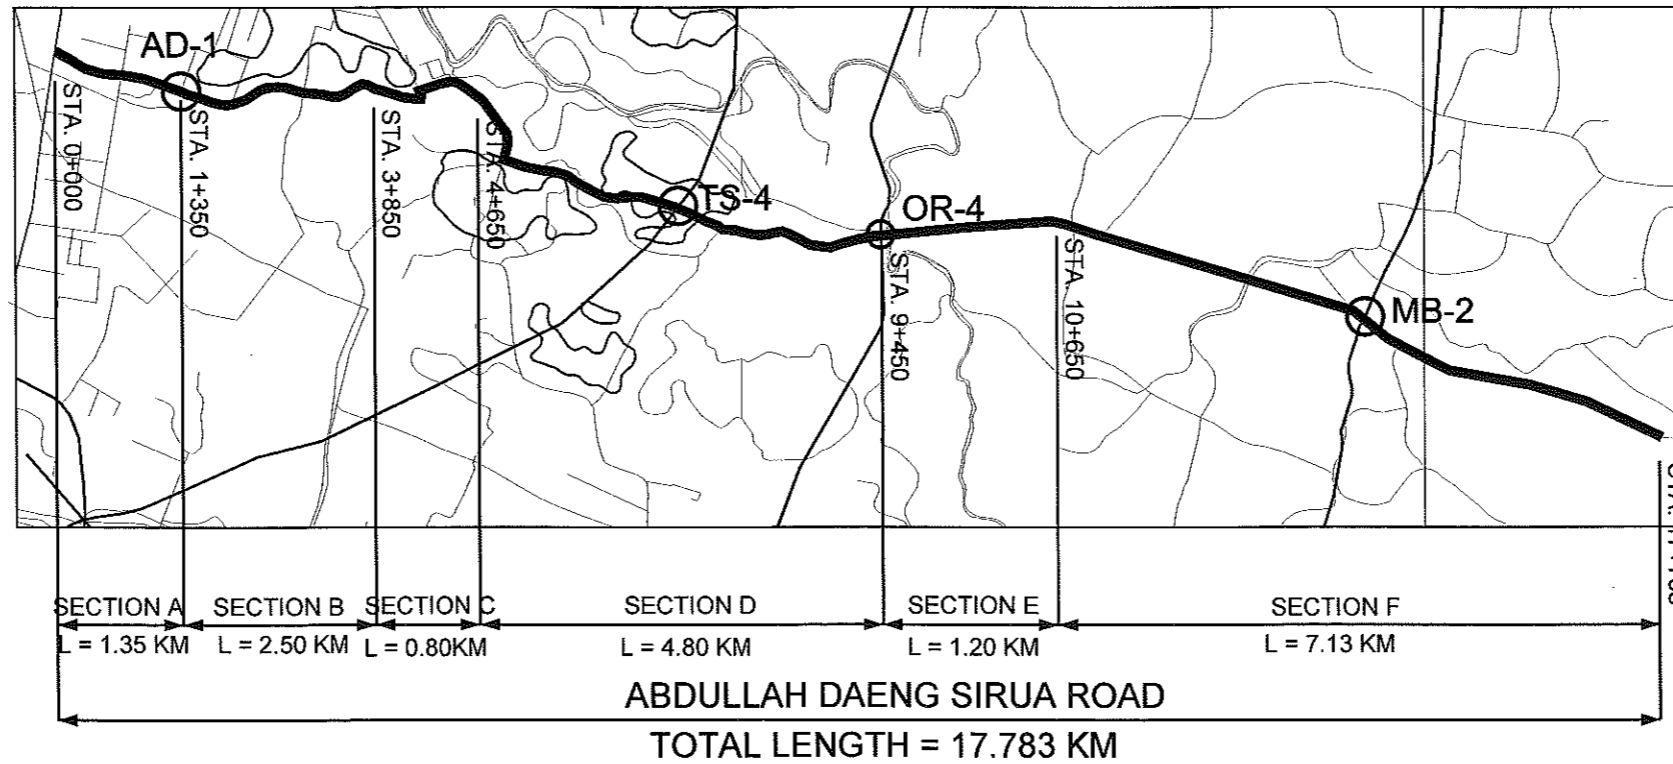 AD-1
TS-4
OR-4
MB-2
STA. 0+000
STA. 1+350
STA. 3+850
STA. 4+650
STA. 9+450
STA. 10+650
SECTION A
L = 1.35 KM
SECTION B
L = 2.50 KM
SECTION C
L = 0.80KM
SECTION D
L = 4.80 KM
SECTION E
L = 1.20 KM
SECTION F
L = 7.13 KM
ABDULLAH DAENG SIRUA ROAD
TOTAL LENGTH = 17.783 KM